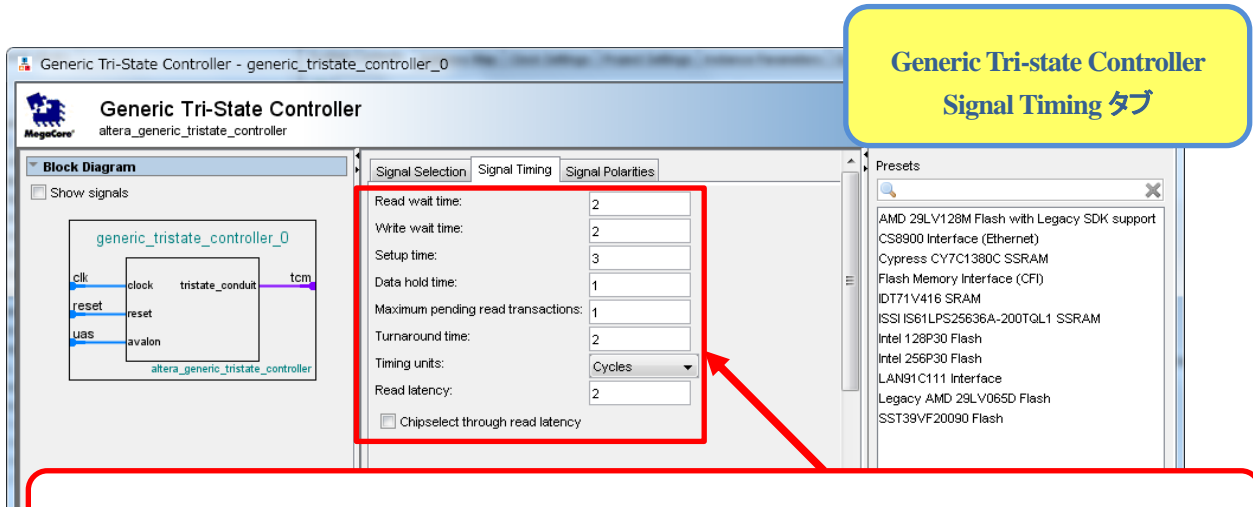 Generic Tri-state Controller
Signal Timing タブ
Generic Tri-State Controller - generic_tristate_controller_0
MegaCore'
Generic Tri-State Controller
altera_generic_tristate_controller
Block Diagram
Show signals
generic_tristate_controller_0
clk
clock
tristate_conduit
tcm
reset
reset
uas
avalon
altera_generic_tristate_controller
Signal Selection
Signal Timing
Signal Polarities
Read wait time: 2
Write wait time: 2
Setup time: 3
Data hold time: 1
Maximum pending read transactions: 1
Turnaround time: 2
Timing units: Cycles
Read latency: 2
Chipselect through read latency
Presets
AMD 29LV128M Flash with Legacy SDK support
CS8900 Interface (Ethernet)
Cypress CY7C1380C SSRAM
Flash Memory Interface (CFI)
IDT71V416 SRAM
ISSI IS61LPS25636A-200TQL1 SSRAM
Intel 128P30 Flash
Intel 256P30 Flash
LAN91C111 Interface
Legacy AMD 29LV065D Flash
SST39VF20090 Flash